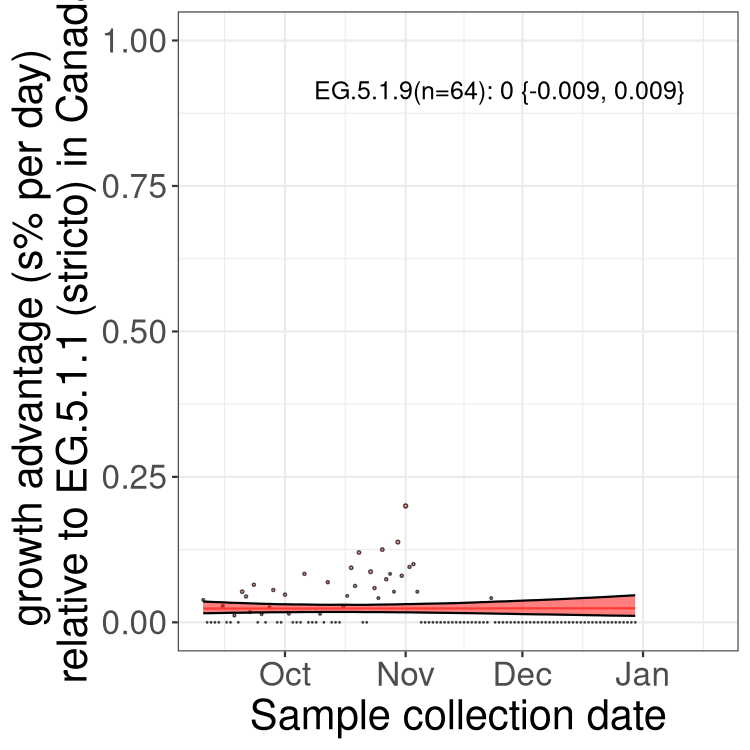 growth advantage (s% per day)
relative to EG.5.1.1 (stricto) in Canada
1.00
0.75
0.50
0.25
0.00
EG.5.1.9(n=64): 0 {-0.009, 0.009}
Oct Nov Dec Jan
Sample collection date